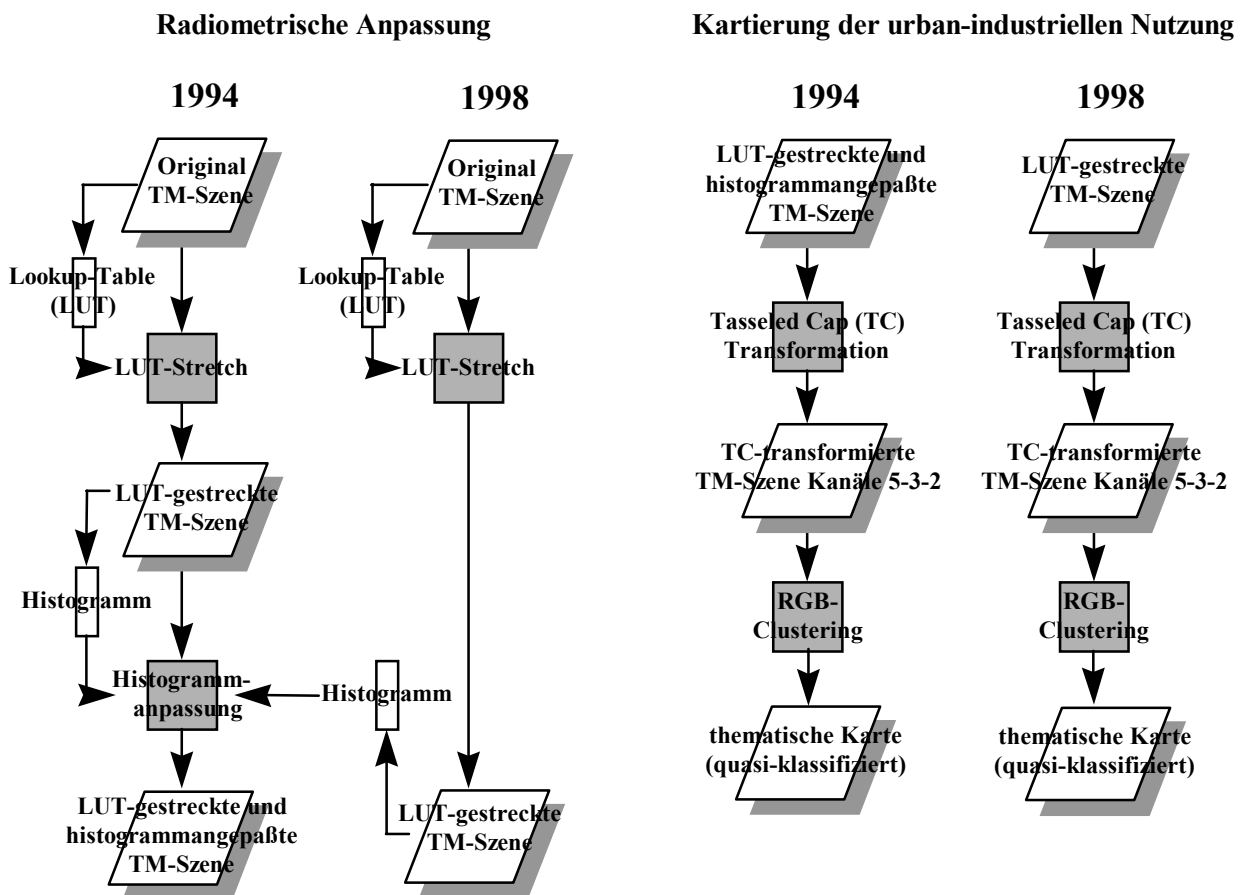 Radiometrische Anpassung
1994
1998
Original
TM-Szene
Original
TM-Szene
Lookup-Table
(LUT)
Lookup-Table
(LUT)
LUT-Stretch
LUT-Stretch
LUT-gestreckte
TM-Szene
Histogramm
Histogramm-
anpassung
Histogramm
LUT-gestreckte und
histogrammangepaßte
TM-Szene
LUT-gestreckte
TM-Szene
Kartierung der urban-industriellen Nutzung
1994
1998
LUT-gestreckte und
histogrammangepaßte
TM-Szene
LUT-gestreckte
TM-Szene
Tasseled Cap (TC)
Transformation
Tasseled Cap (TC)
Transformation
TC-transformierte
TM-Szene Kanäle 5-3-2
TC-transformierte
TM-Szene Kanäle 5-3-2
RGB-
Clustering
RGB-
Clustering
thematische Karte
(quasi-klassifiziert)
thematische Karte
(quasi-klassifiziert)